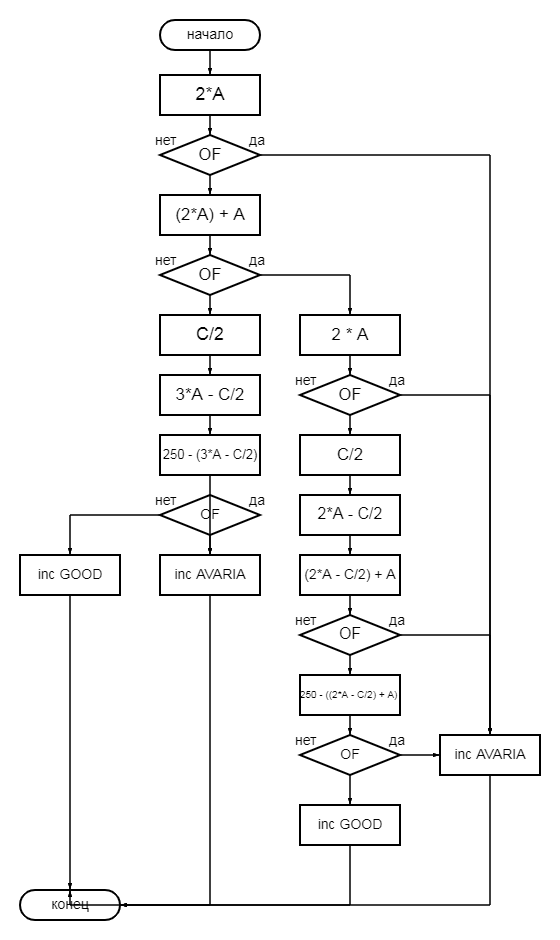 начало
2*A
нет
да
OF
(2*A) + A
нет
да
OF
C/2
2 * A
3*A - C/2
нет
да
OF
250 - (3*A - C/2)
C/2
нет
да
OF
2*A - C/2
inc GOOD
inc AVARIA
(2*A - C/2) + A
нет
да
OF
250 - ((2*A - C/2) + A)
нет
да
OF
inc AVARIA
inc GOOD
конец